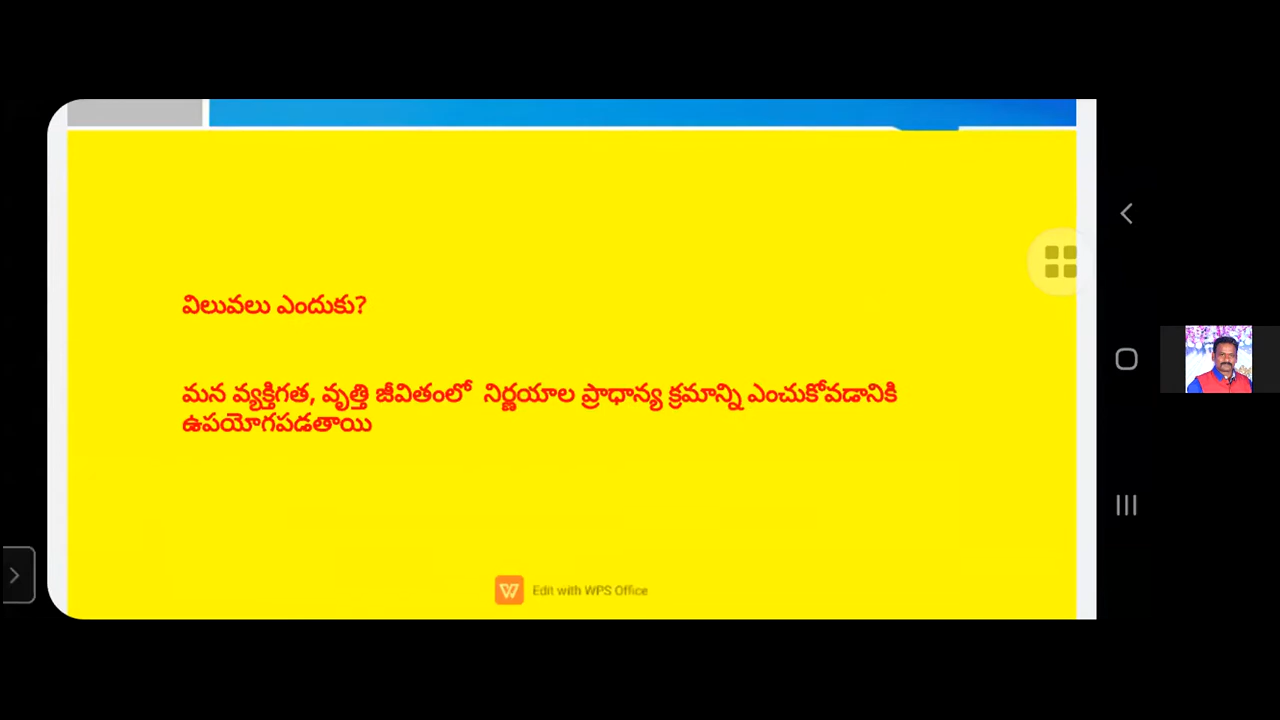 విలువలు ఎందుకు?
మన వ్యక్తిగత, వృత్తి జీవితంలో నిర్ణయాల ప్రాధాన్య క్రమాన్ని ఎంచుకోవడానికి
ఉపయోగపడతాయి
Edit with WPS Office